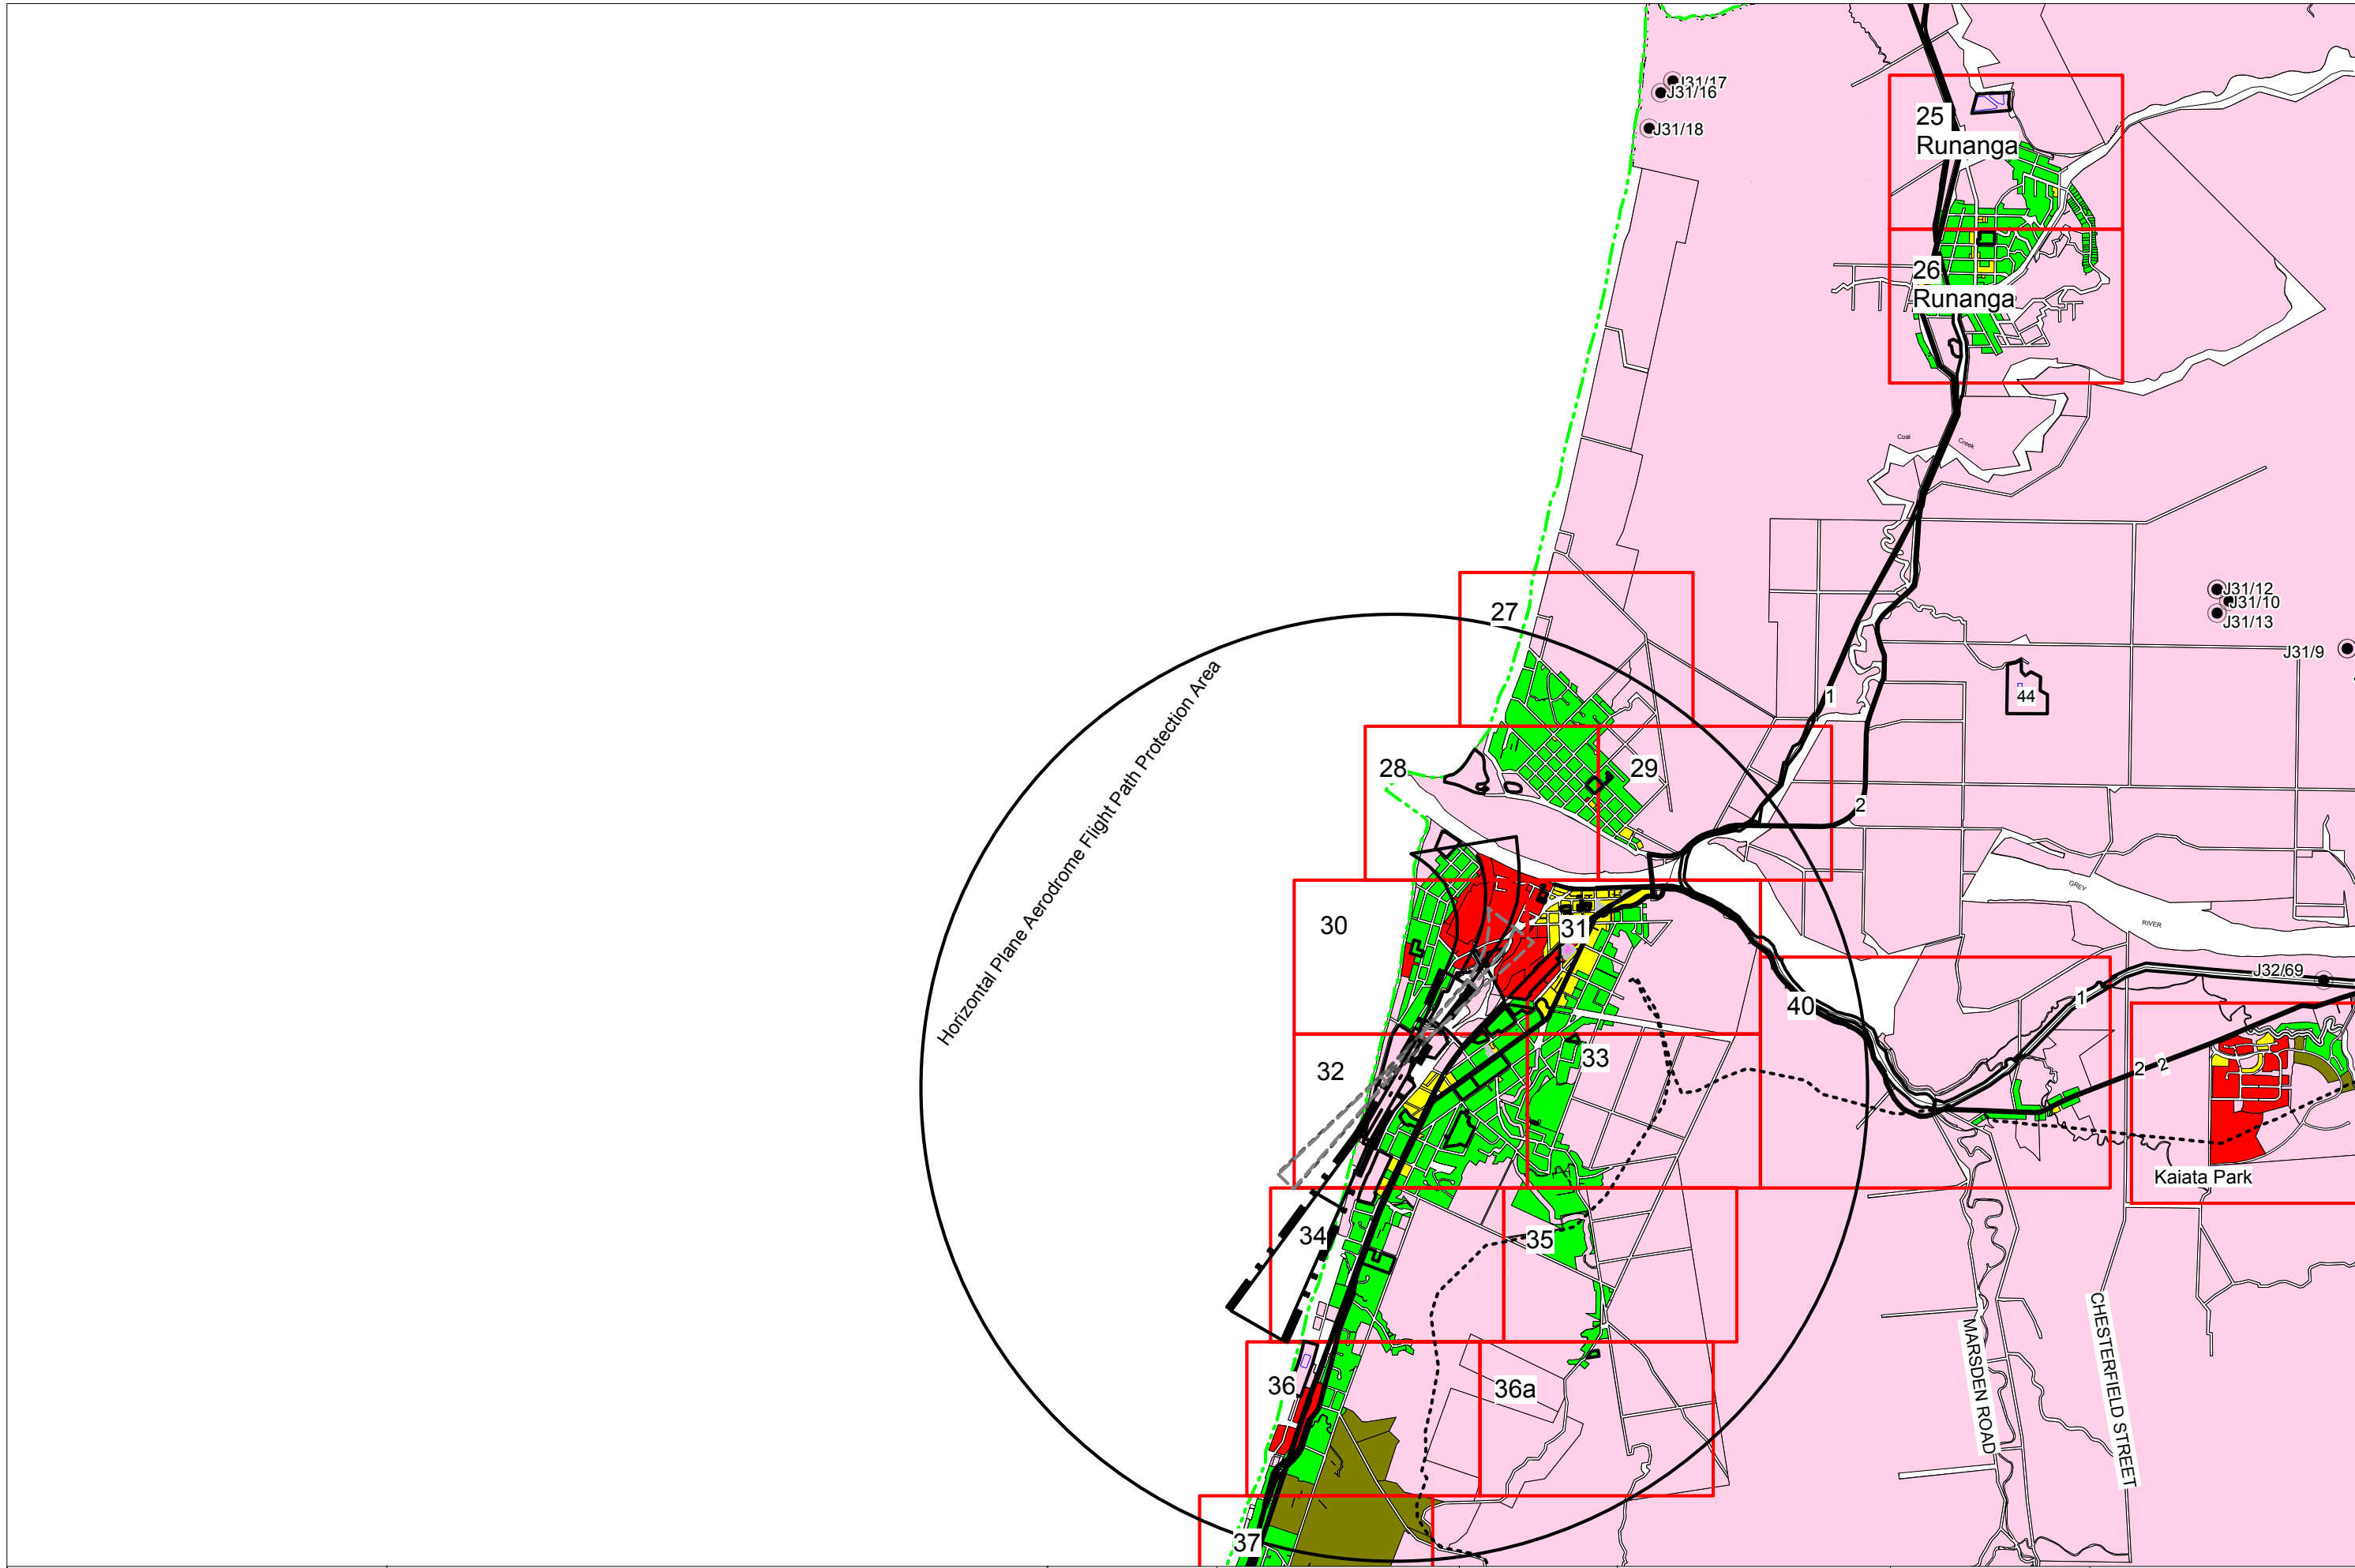 J31/17
J31/16
J31/18
25
Runanga
26
Runanga
Coal
Creek
27
J31/12
J31/10
J31/13
J31/9
44
1
Horizontal Plane Aerodrome Flight Path Protection Area
28
29
2
GREY
RIVER
30
31
J32/69
1
40
32
33
2
2
Kaiata Park
34
35
36
36a
MARSDEN ROAD
CHESTERFIELD STREET
37